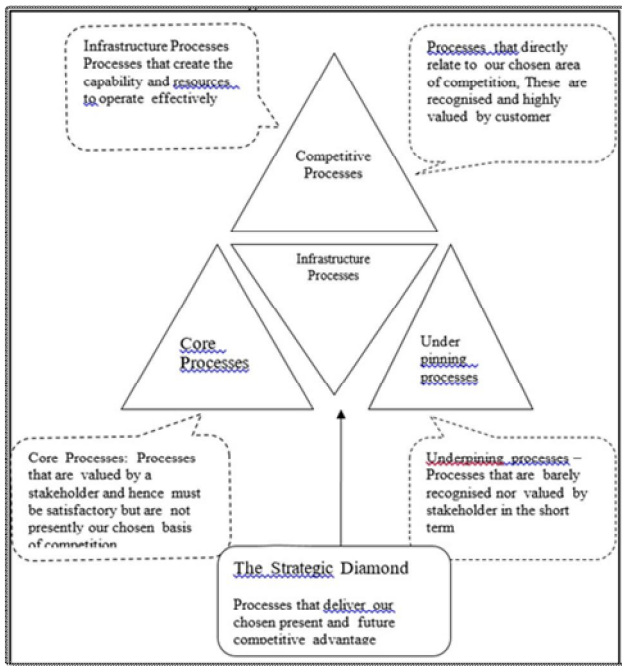 Infrastructure Processes
Processes that create the
capability and resources
to operate effectively
Processes that directly
relate to our chosen area
of competition, These are
recognised and highly
valued by customer
Competitive
Processes
Infrastructure
Processes
Core
Processes
Under
pinning
processes
Core Processes: Processes
that are valued by a
stakeholder and hence must
be satisfactory but are not
presently our chosen basis
of competition
Underpining processes –
Processes that are barely
recognised nor valued by
stakeholder in the short
term
The Strategic Diamond
Processes that deliver our
chosen present and future
competitive advantage